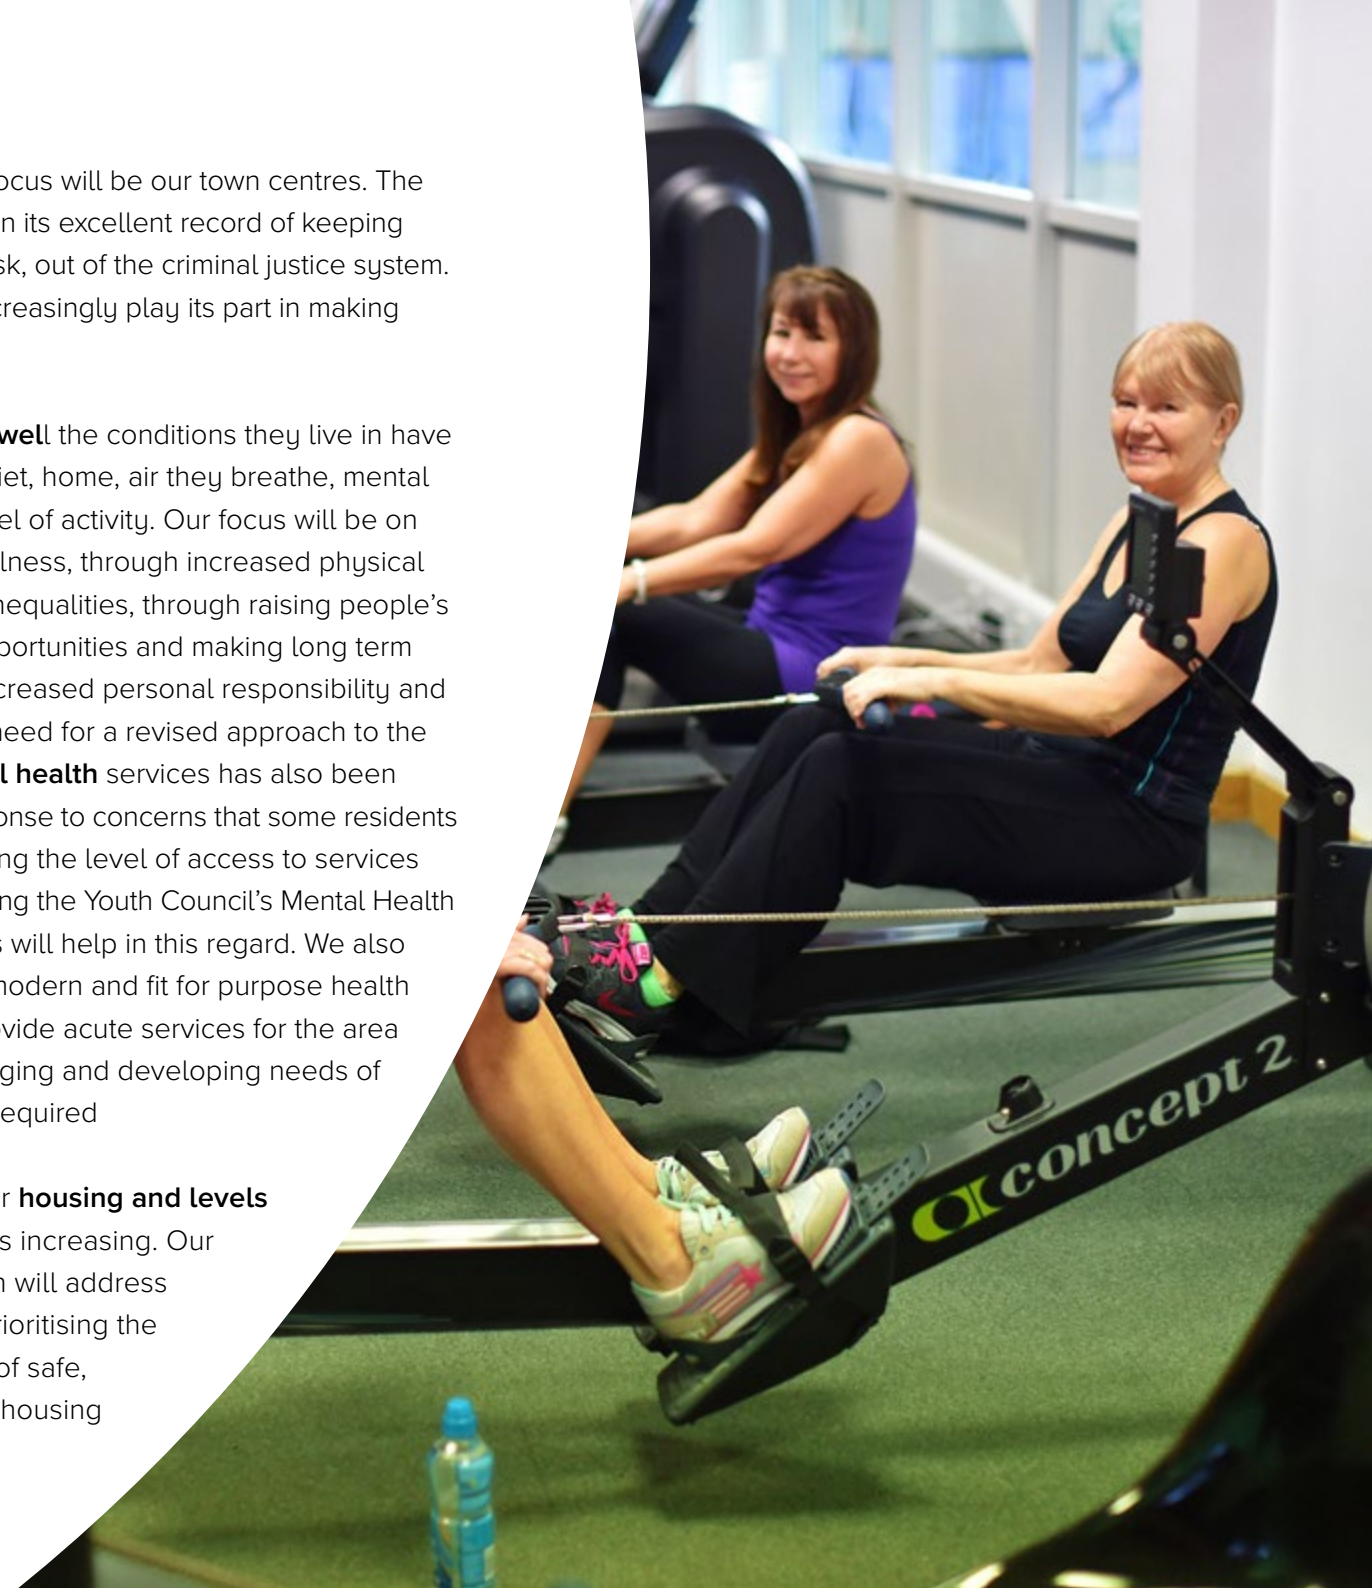 ocus will be our town centres. The
n its excellent record of keeping
sk, out of the criminal justice system.
creasingly play its part in making
well the conditions they live in have
iet, home, air they breathe, mental
el of activity. Our focus will be on
lness, through increased physical
nequalities, through raising people's
portunities and making long term
creased personal responsibility and
need for a revised approach to the
l health services has also been
onse to concerns that some residents
ng the level of access to services
ng the Youth Council's Mental Health
s will help in this regard. We also
modern and fit for purpose health
ovide acute services for the area
ging and developing needs of
equired
r housing and levels
s increasing. Our
n will address
rioritising the
of safe,
housing
concept 2